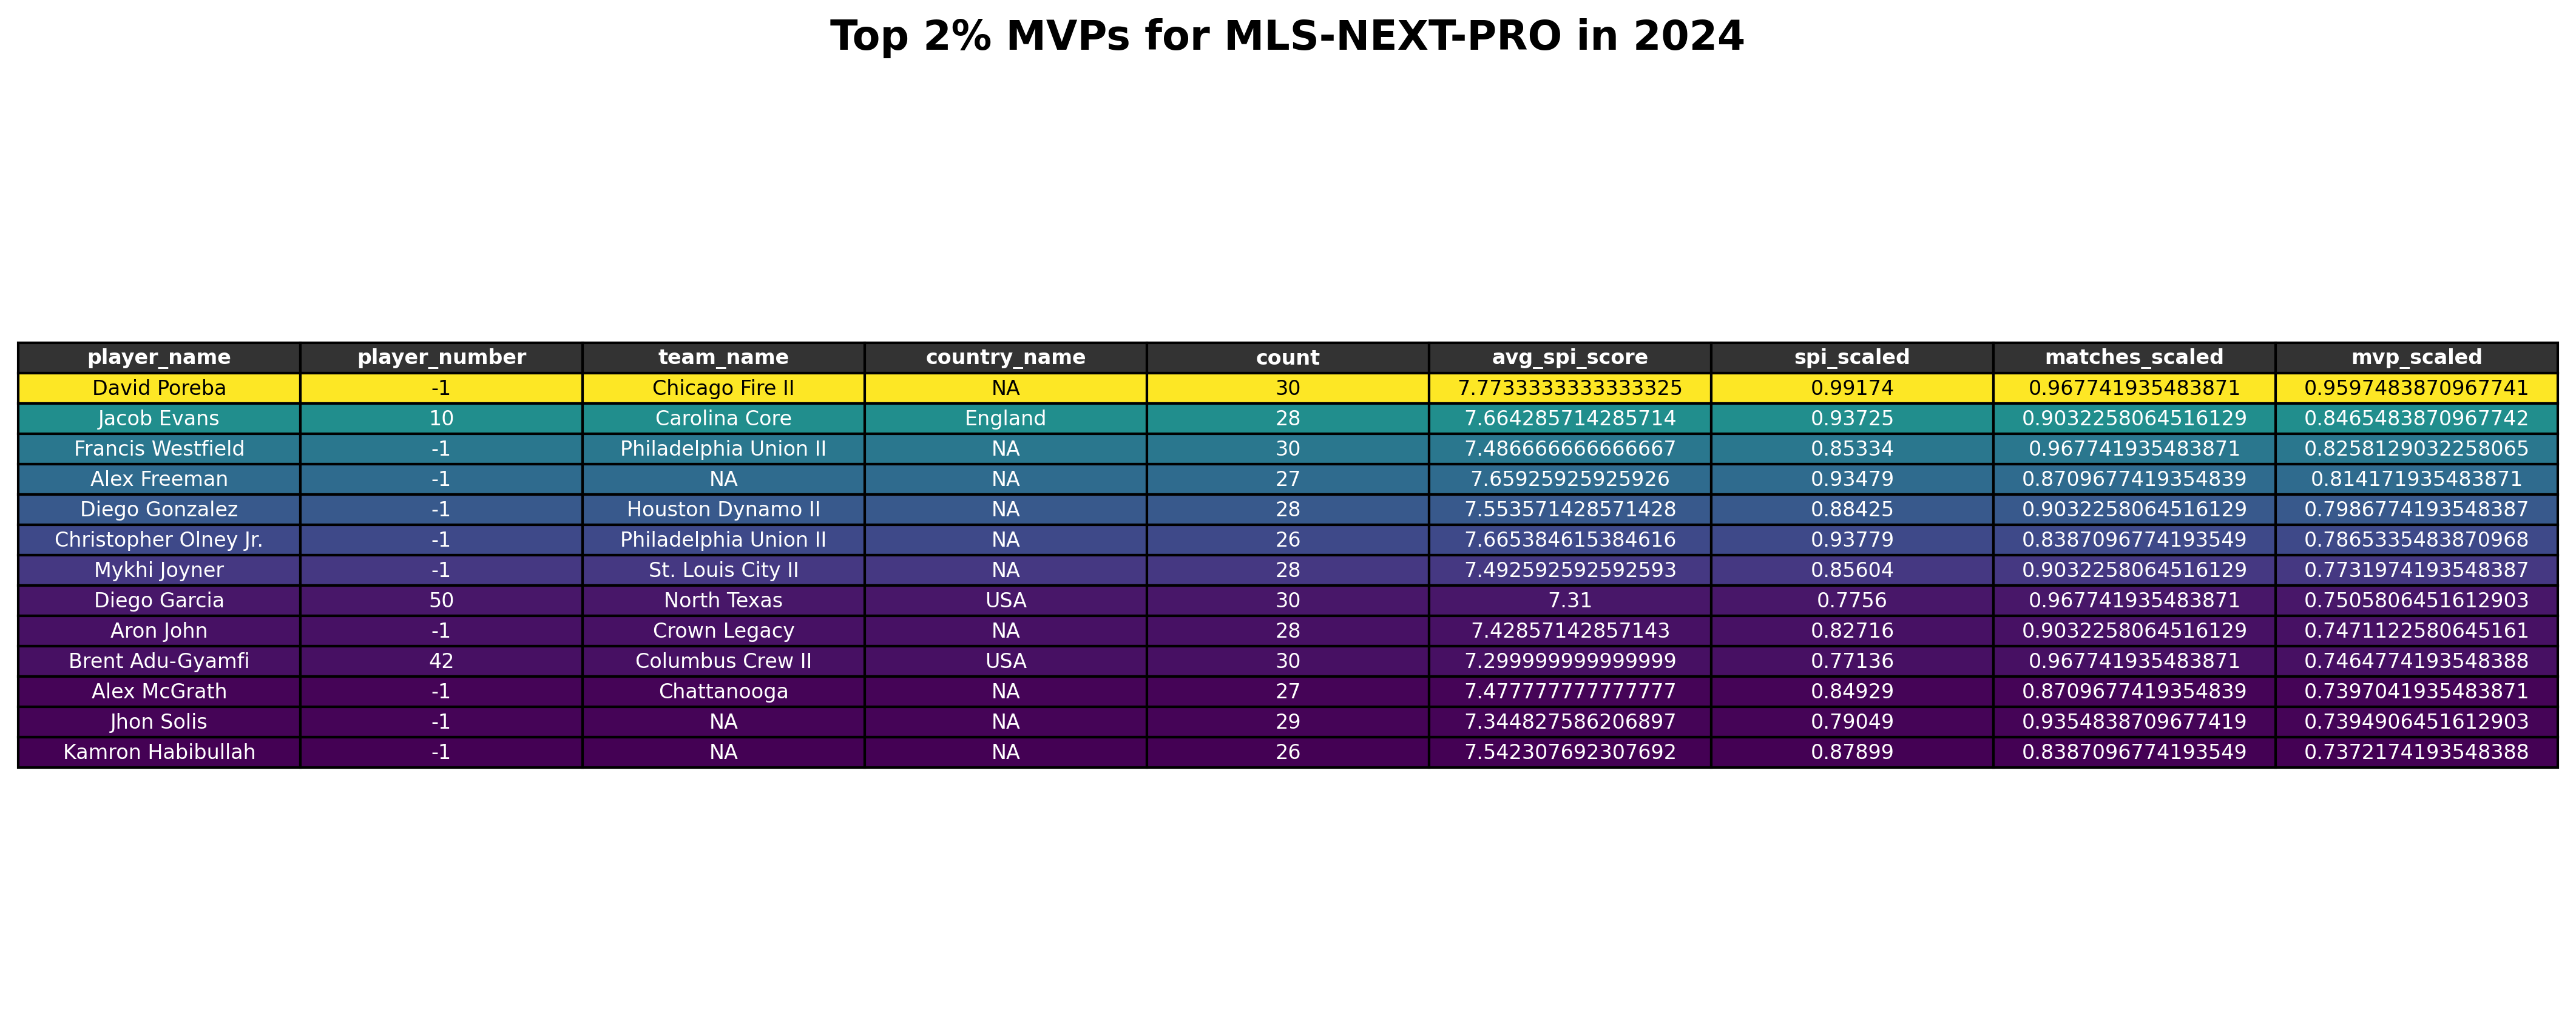 Top 2% MVPs for MLS-NEXT-PRO in 2024
player_name player_number team_name country_name count avg_spi_score spi_scaled matches_scaled mvp_scaled
David Poreba -1 Chicago Fire II NA 30 7.7733333333333325 0.99174 0.967741935483871 0.9597483870967741
Jacob Evans 10 Carolina Core England 28 7.664285714285714 0.93725 0.9032258064516129 0.8465483870967742
Francis Westfield -1 Philadelphia Union II NA 30 7.486666666666667 0.85334 0.967741935483871 0.8258129032258065
Alex Freeman -1 NA NA 27 7.65925925925926 0.93479 0.8709677419354839 0.814171935483871
Diego Gonzalez -1 Houston Dynamo II NA 28 7.553571428571428 0.88425 0.9032258064516129 0.7986774193548387
Christopher Olney Jr. -1 Philadelphia Union II NA 26 7.665384615384616 0.93779 0.8387096774193549 0.7865335483870968
Mykhi Joyner -1 St. Louis City II NA 28 7.492592592592593 0.85604 0.9032258064516129 0.7731974193548387
Diego Garcia 50 North Texas USA 30 7.31 0.7756 0.967741935483871 0.7505806451612903
Aron John -1 Crown Legacy NA 28 7.42857142857143 0.82716 0.9032258064516129 0.7471122580645161
Brent Adu-Gyamfi 42 Columbus Crew II USA 30 7.299999999999999 0.77136 0.967741935483871 0.7464774193548388
Alex McGrath -1 Chattanooga NA 27 7.477777777777777 0.84929 0.8709677419354839 0.7397041935483871
Jhon Solis -1 NA NA 29 7.344827586206897 0.79049 0.9354838709677419 0.7394906451612903
Kamron Habibullah -1 NA NA 26 7.542307692307692 0.87899 0.8387096774193549 0.7372174193548388